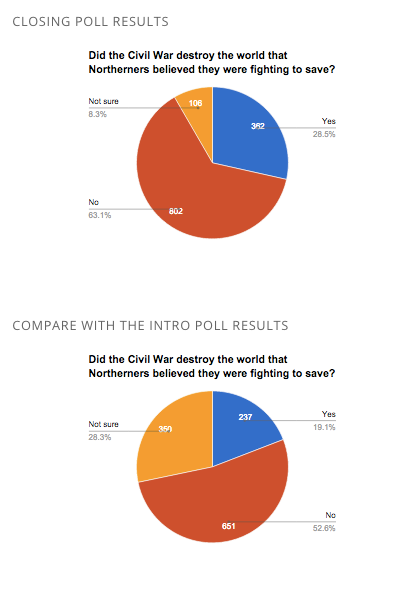 CLOSING POLL RESULTS
Did the Civil War destroy the world that
Northerners believed they were fighting to save?
Not sure
8.3%
106
362
Yes
28.5%
No
63.1%
802
COMPARE WITH THE INTRO POLL RESULTS
Did the Civil War destroy the world that
Northerners believed they were fighting to save?
Not sure
28.3%
350
237
Yes
19.1%
651
No
52.6%